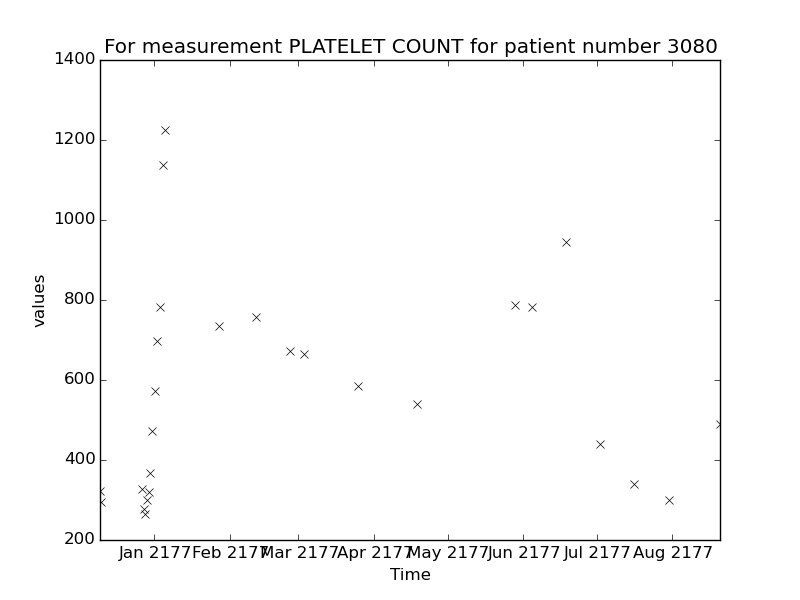 For measurement PLATELET COUNT for patient number 3080
1400
1200
1000
800
600
400
200
values
Jan 2177 Feb 2177 Mar 2177 Apr 2177 May 2177 Jun 2177 Jul 2177 Aug 2177
Time